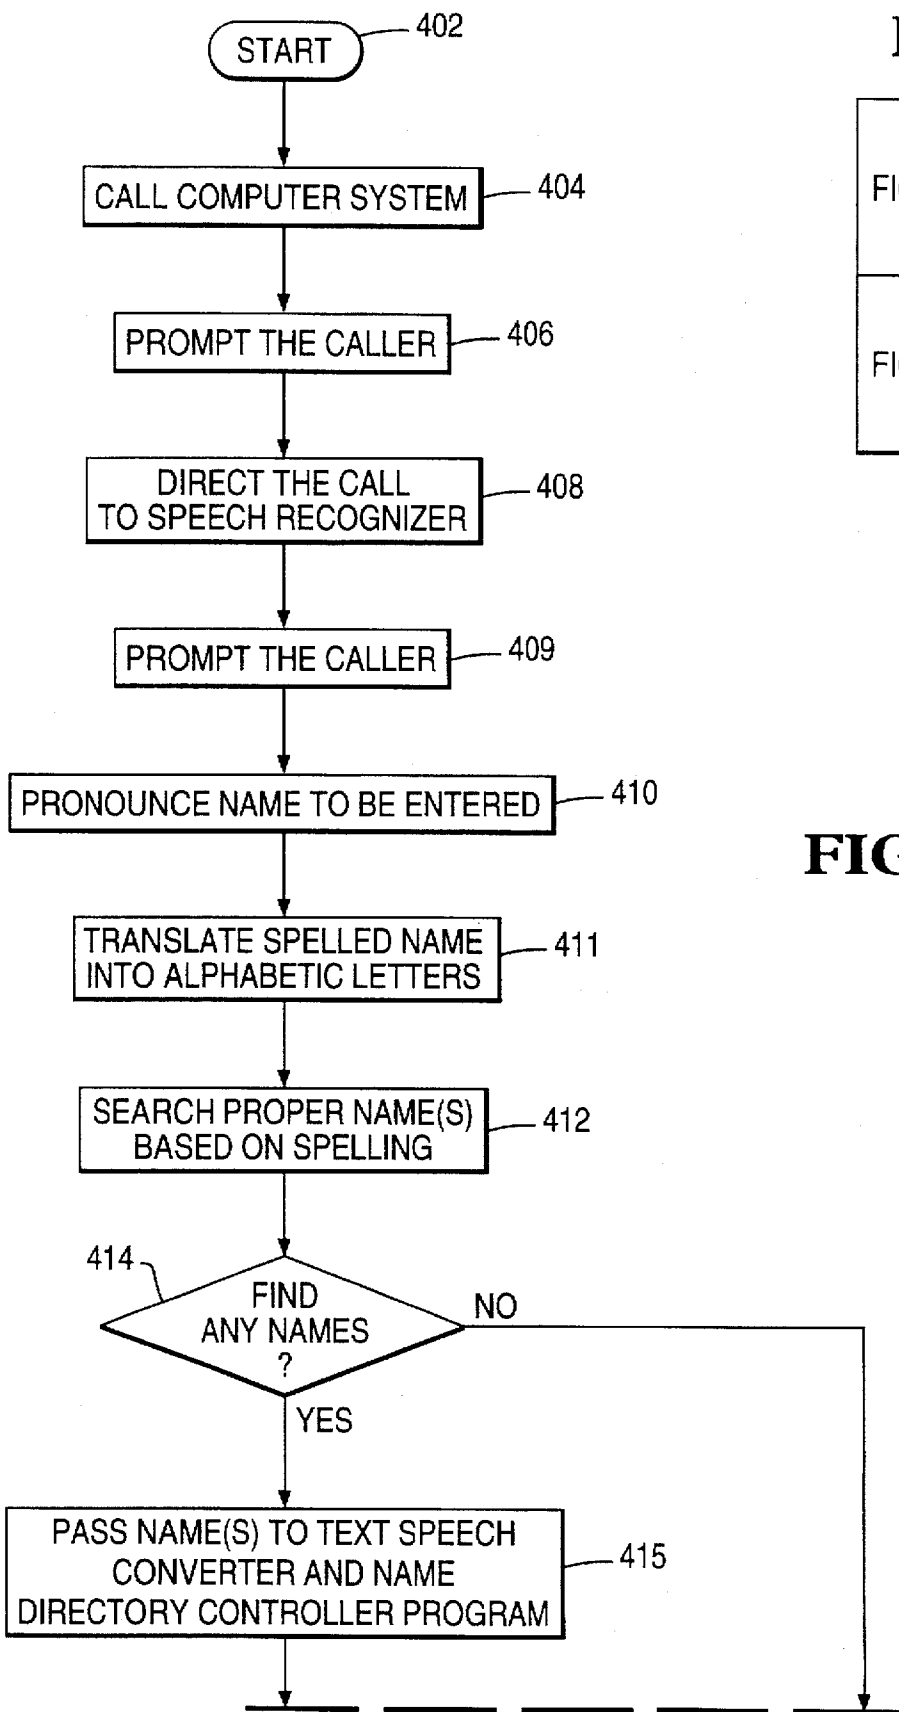 START
402
CALL COMPUTER SYSTEM
404
PROMPT THE CALLER
406
DIRECT THE CALL
TO SPEECH RECOGNIZER
408
PROMPT THE CALLER
409
PRONOUNCE NAME TO BE ENTERED
410
FIG
TRANSLATE SPELLED NAME
INTO ALPHABETIC LETTERS
411
SEARCH PROPER NAME(S)
BASED ON SPELLING
412
414
FIND
ANY NAMES
?
NO
YES
PASS NAME(S) TO TEXT SPEECH
CONVERTER AND NAME
DIRECTORY CONTROLLER PROGRAM
415